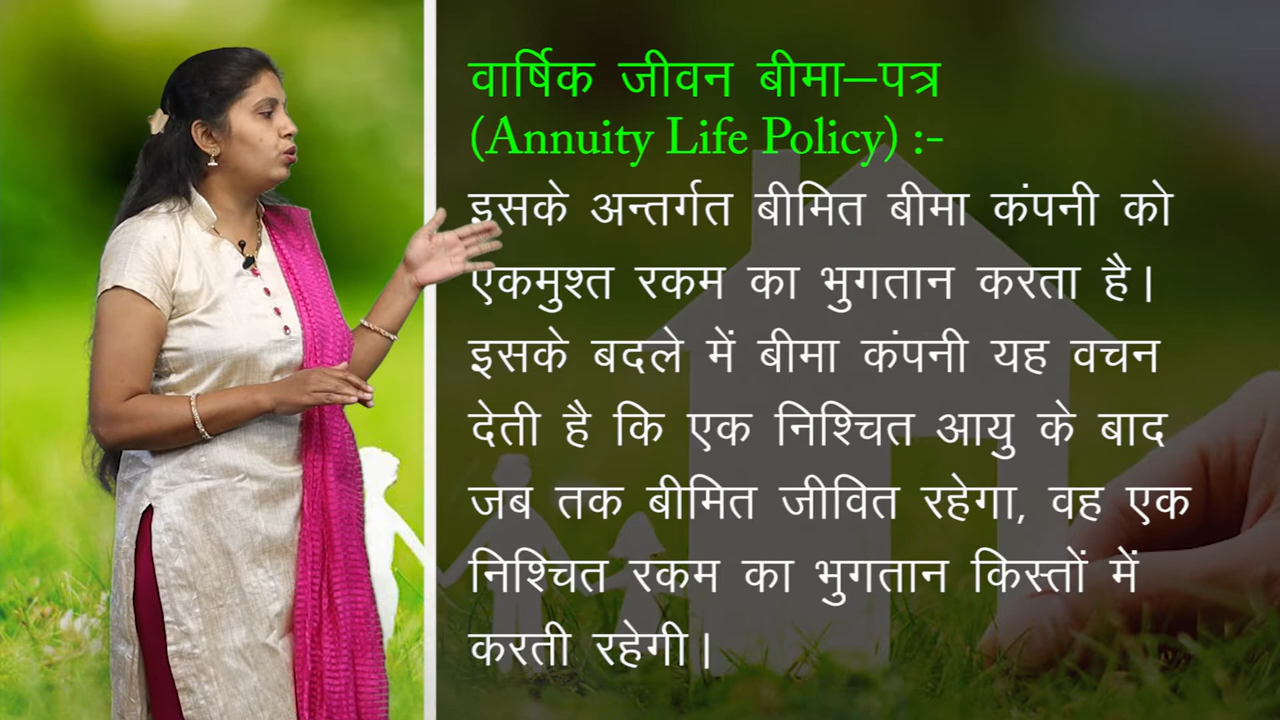 वार्षिक जीवन बीमा–पत्र
(Annuity Life Policy) :-
इसके अन्तर्गत बीमित बीमा कंपनी को
एकमुश्त रकम का भुगतान करता है।
इसके बदले में बीमा कंपनी यह वचन
देती है कि एक निश्चित आयु के बाद
जब तक बीमित जीवित रहेगा, वह एक
निश्चित रकम का भुगतान किस्तों में
करती रहेगी।